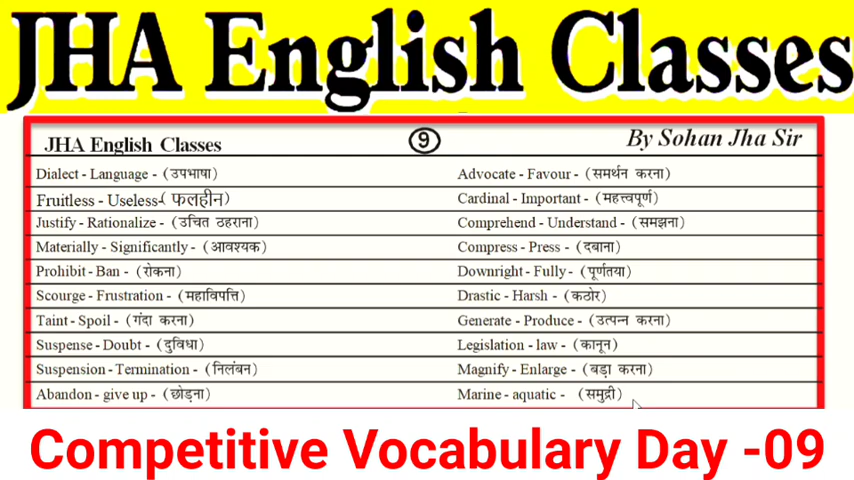 JHA English Classes
JHA English Classes 9 By Sohan Jha Sir
Dialect - Language - (उपभाषा) Advocate - Favour - (समर्थन करना)
Fruitless - Useless-( फलहीन) Cardinal - Important - (महत्त्वपूर्ण)
Justify - Rationalize - (उचित ठहराना) Comprehend - Understand - (समझना)
Materially - Significantly - (आवश्यक) Compress - Press - (दबाना)
Prohibit - Ban - (रोकना) Downright - Fully - (पूर्णतया)
Scourge - Frustration - (महाविपत्ति) Drastic - Harsh - (कठोर)
Taint - Spoil - (गंदा करना) Generate - Produce - (उत्पन्न करना)
Suspense - Doubt - (दुविधा) Legislation - law - (कानून)
Suspension - Termination - (निलंबन) Magnify - Enlarge - (बड़ा करना)
Abandon - give up - (छोड़ना) Marine - aquatic - (समुद्री)
Competitive Vocabulary Day -09